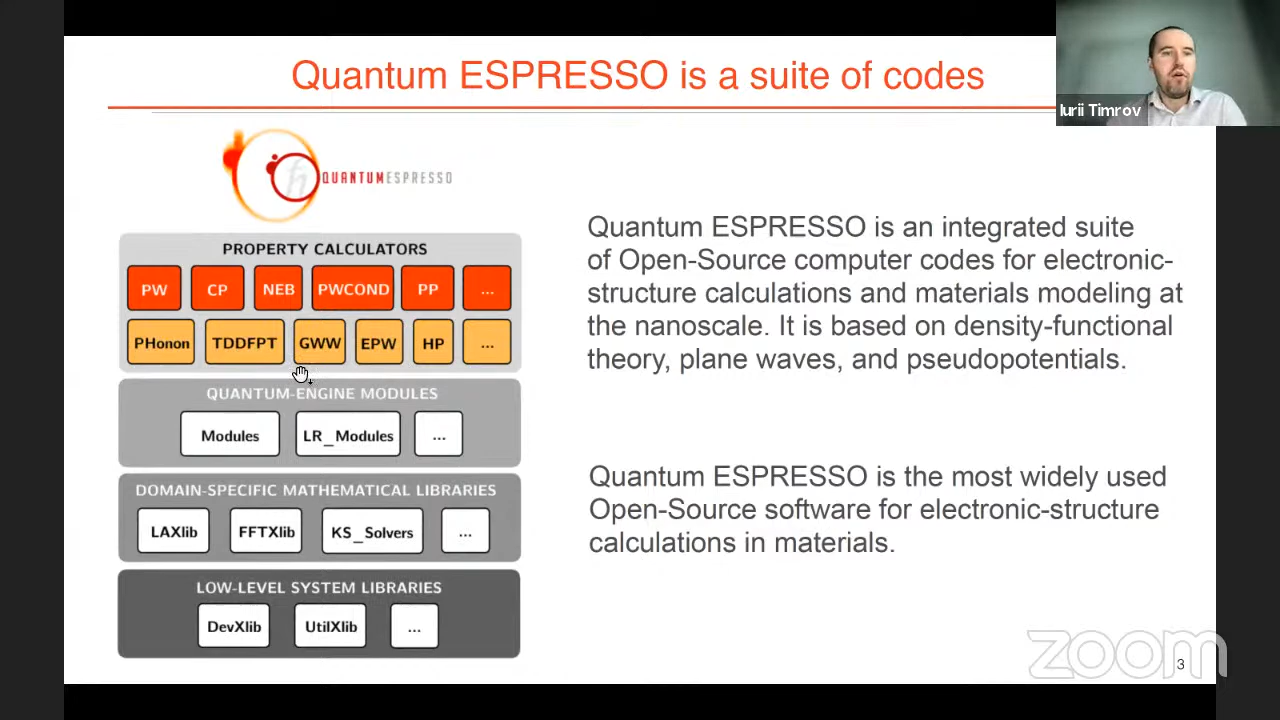 Quantum ESPRESSO is a suite of codes
Iurii Timrov
QUANTUMESPRESSO
PROPERTY CALCULATORS
PW CP NEB PWCOND PP ...
PHonon TDDFPT GWW EPW HP ...
QUANTUM-ENGINE MODULES
Modules LR_Modules ...
DOMAIN-SPECIFIC MATHEMATICAL LIBRARIES
LAXlib FFTXlib KS_Solvers ...
LOW-LEVEL SYSTEM LIBRARIES
DevXlib UtilXlib ...
Quantum ESPRESSO is an integrated suite
of Open-Source computer codes for electronic-
structure calculations and materials modeling at
the nanoscale. It is based on density-functional
theory, plane waves, and pseudopotentials.
Quantum ESPRESSO is the most widely used
Open-Source software for electronic-structure
calculations in materials.
zoom
3